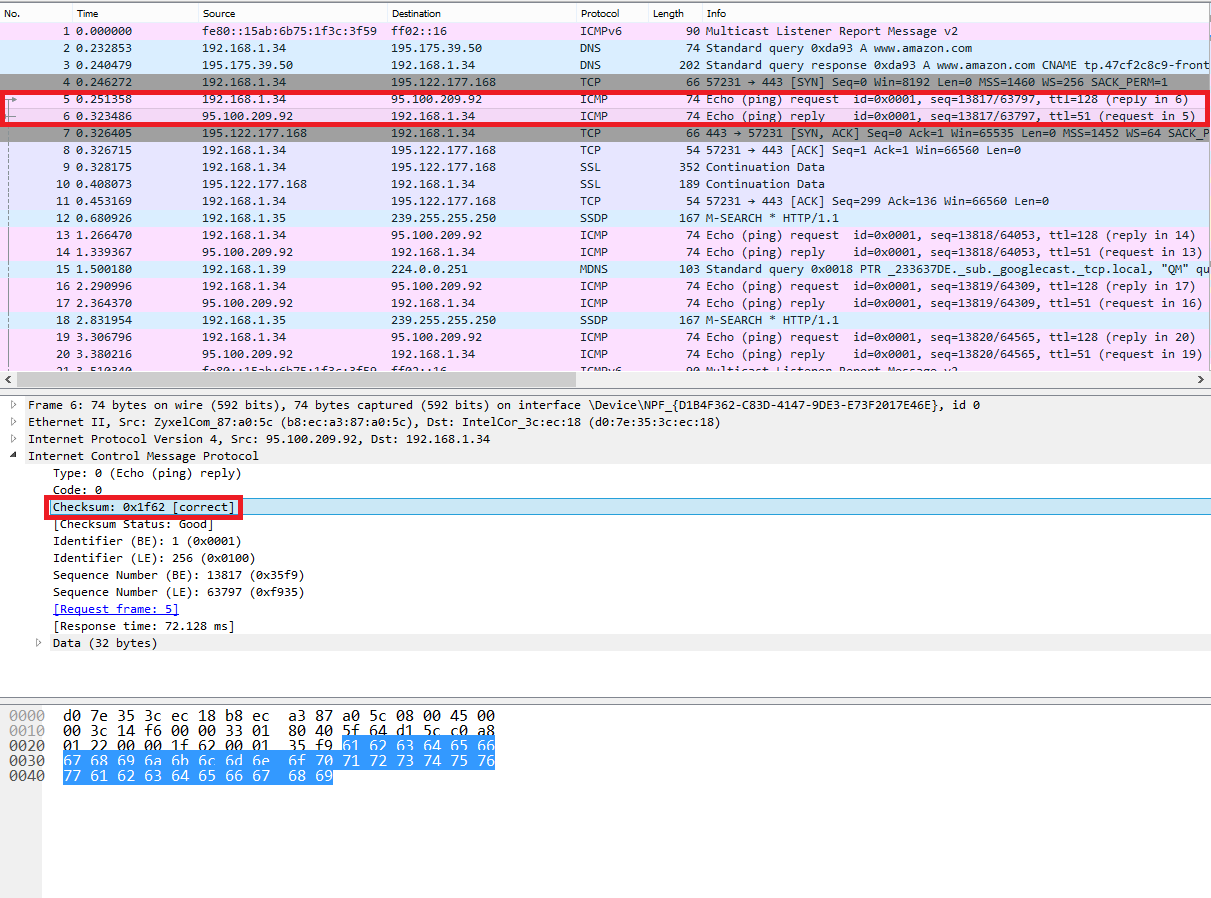 No. Time Source Destination Protocol Length Info
1 0.000000 fe80::15ab:6b75:1f3c:3f59 ff02::16 ICMPv6 90 Multicast Listener Report Message v2
2 0.232853 192.168.1.34 195.175.39.50 DNS 74 Standard query 0xda93 A www.amazon.com
3 0.240479 195.175.39.50 192.168.1.34 DNS 202 Standard query response 0xda93 A www.amazon.com CNAME tp.47cf2c8c9-front
4 0.246272 192.168.1.34 195.122.177.168 TCP 66 57231 → 443 [SYN] Seq=0 Win=8192 Len=0 MSS=1460 WS=256 SACK_PERM=1
5 0.251358 192.168.1.34 95.100.209.92 ICMP 74 Echo (ping) request id=0x0001, seq=13817/63797, ttl=128 (reply in 6)
6 0.323486 95.100.209.92 192.168.1.34 ICMP 74 Echo (ping) reply id=0x0001, seq=13817/63797, ttl=51 (request in 5)
7 0.326405 195.122.177.168 192.168.1.34 TCP 66 443 → 57231 [SYN, ACK] Seq=0 Ack=1 Win=65535 Len=0 MSS=1452 WS=64 SACK_P
8 0.326715 192.168.1.34 195.122.177.168 TCP 54 57231 → 443 [ACK] Seq=1 Ack=1 Win=66560 Len=0
9 0.328175 192.168.1.34 195.122.177.168 SSL 352 Continuation Data
10 0.408073 195.122.177.168 192.168.1.34 SSL 189 Continuation Data
11 0.453169 192.168.1.34 195.122.177.168 TCP 54 57231 → 443 [ACK] Seq=299 Ack=136 Win=66560 Len=0
12 0.680926 192.168.1.35 239.255.255.250 SSDP 167 M-SEARCH * HTTP/1.1
13 1.266470 192.168.1.34 95.100.209.92 ICMP 74 Echo (ping) request id=0x0001, seq=13818/64053, ttl=128 (reply in 14)
14 1.339367 95.100.209.92 192.168.1.34 ICMP 74 Echo (ping) reply id=0x0001, seq=13818/64053, ttl=51 (request in 13)
15 1.500180 192.168.1.39 224.0.0.251 MDNS 103 Standard query 0x0018 PTR _233637DE._sub._googlecast._tcp.local, "QM" qu
16 2.290996 192.168.1.34 95.100.209.92 ICMP 74 Echo (ping) request id=0x0001, seq=13819/64309, ttl=128 (reply in 17)
17 2.364370 95.100.209.92 192.168.1.34 ICMP 74 Echo (ping) reply id=0x0001, seq=13819/64309, ttl=51 (request in 16)
18 2.831954 192.168.1.35 239.255.255.250 SSDP 167 M-SEARCH * HTTP/1.1
19 3.306796 192.168.1.34 95.100.209.92 ICMP 74 Echo (ping) request id=0x0001, seq=13820/64565, ttl=128 (reply in 20)
20 3.380216 95.100.209.92 192.168.1.34 ICMP 74 Echo (ping) reply id=0x0001, seq=13820/64565, ttl=51 (request in 19)
21 3.510340 fe80::15ab:6b75:1f3c:3f59 ff02::16 ICMPv6 90 Multicast Listener Report Message v2
Frame 6: 74 bytes on wire (592 bits), 74 bytes captured (592 bits) on interface \Device\NPF_{D1B4F362-C83D-4147-9DE3-E73F2017E46E}, id 0
Ethernet II, Src: ZyxelCom_87:a0:5c (b8:ec:a3:87:a0:5c), Dst: IntelCor_3c:ec:18 (d0:7e:35:3c:ec:18)
Internet Protocol Version 4, Src: 95.100.209.92, Dst: 192.168.1.34
Internet Control Message Protocol
Type: 0 (Echo (ping) reply)
Code: 0
Checksum: 0x1f62 [correct]
[Checksum Status: Good]
Identifier (BE): 1 (0x0001)
Identifier (LE): 256 (0x0100)
Sequence Number (BE): 13817 (0x35f9)
Sequence Number (LE): 63797 (0xf935)
[Request frame: 5]
[Response time: 72.128 ms]
Data (32 bytes)
0000 d0 7e 35 3c ec 18 b8 ec a3 87 a0 5c 08 00 45 00
0010 00 3c 14 f6 00 00 33 01 80 40 5f 64 d1 5c c0 a8
0020 01 22 00 00 1f 62 00 01 35 f9 61 62 63 64 65 66
0030 67 68 69 6a 6b 6c 6d 6e 6f 70 71 72 73 74 75 76
0040 77 61 62 63 64 65 66 67 68 69